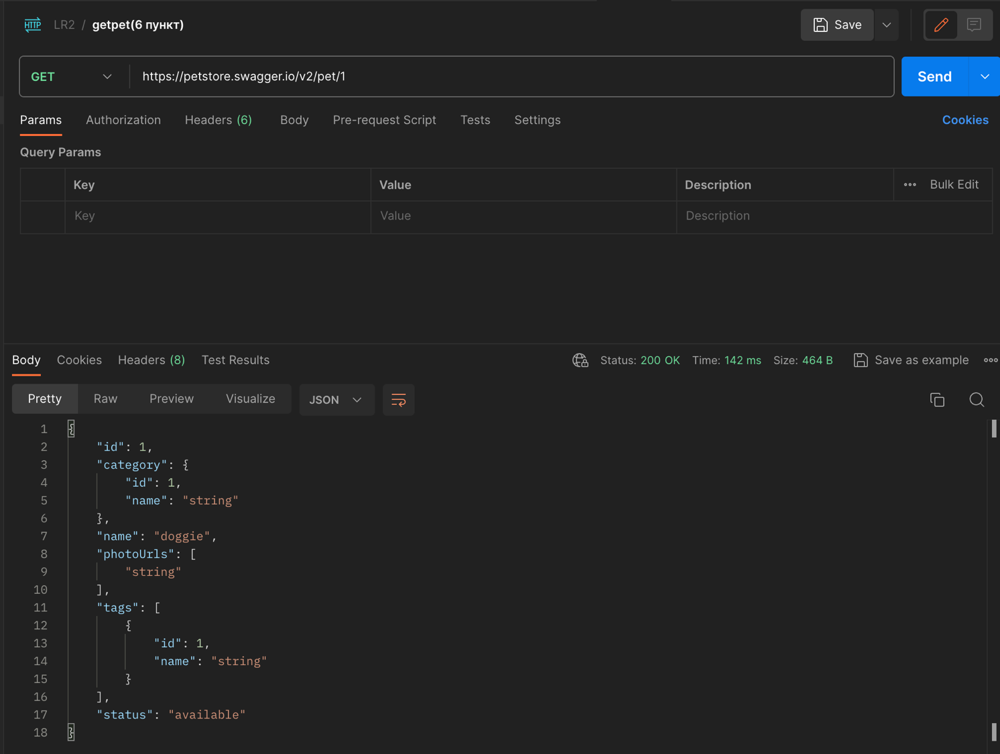 HTTP LR2 / getpet(6 пункт) Save
GET https://petstore.swagger.io/v2/pet/1 Send
Params Authorization Headers (6) Body Pre-request Script Tests Settings Cookies
Query Params
Key Value Description ••• Bulk Edit
Key Value Description
Body Cookies Headers (8) Test Results Status: 200 OK Time: 142 ms Size: 464 B Save as example
Pretty Raw Preview Visualize JSON
1 {
2 "id": 1,
3 "category": {
4 "id": 1,
5 "name": "string"
6 },
7 "name": "doggie",
8 "photoUrls": [
9 "string"
10 ],
11 "tags": [
12 {
13 "id": 1,
14 "name": "string"
15 }
16 ],
17 "status": "available"
18 }